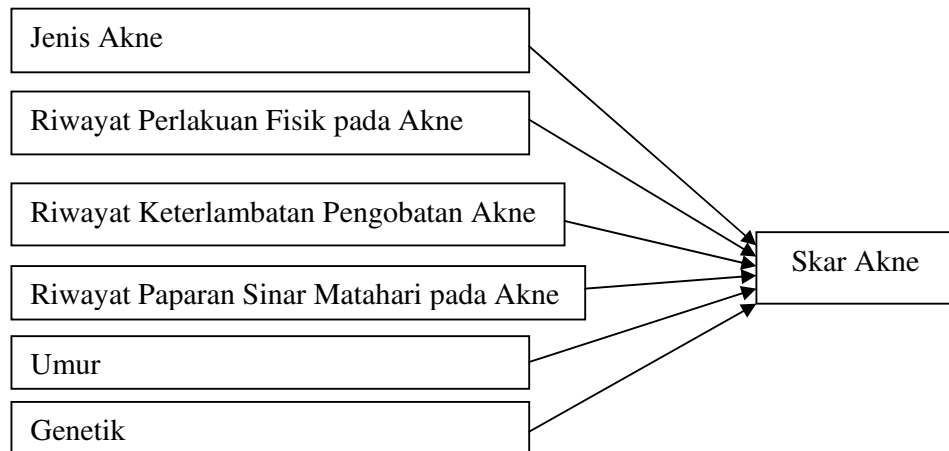 Jenis Akne
Riwayat Perlakuan Fisik pada Akne
Riwayat Keterlambatan Pengobatan Akne
Riwayat Paparan Sinar Matahari pada Akne
Umur
Genetik
Skar Akne